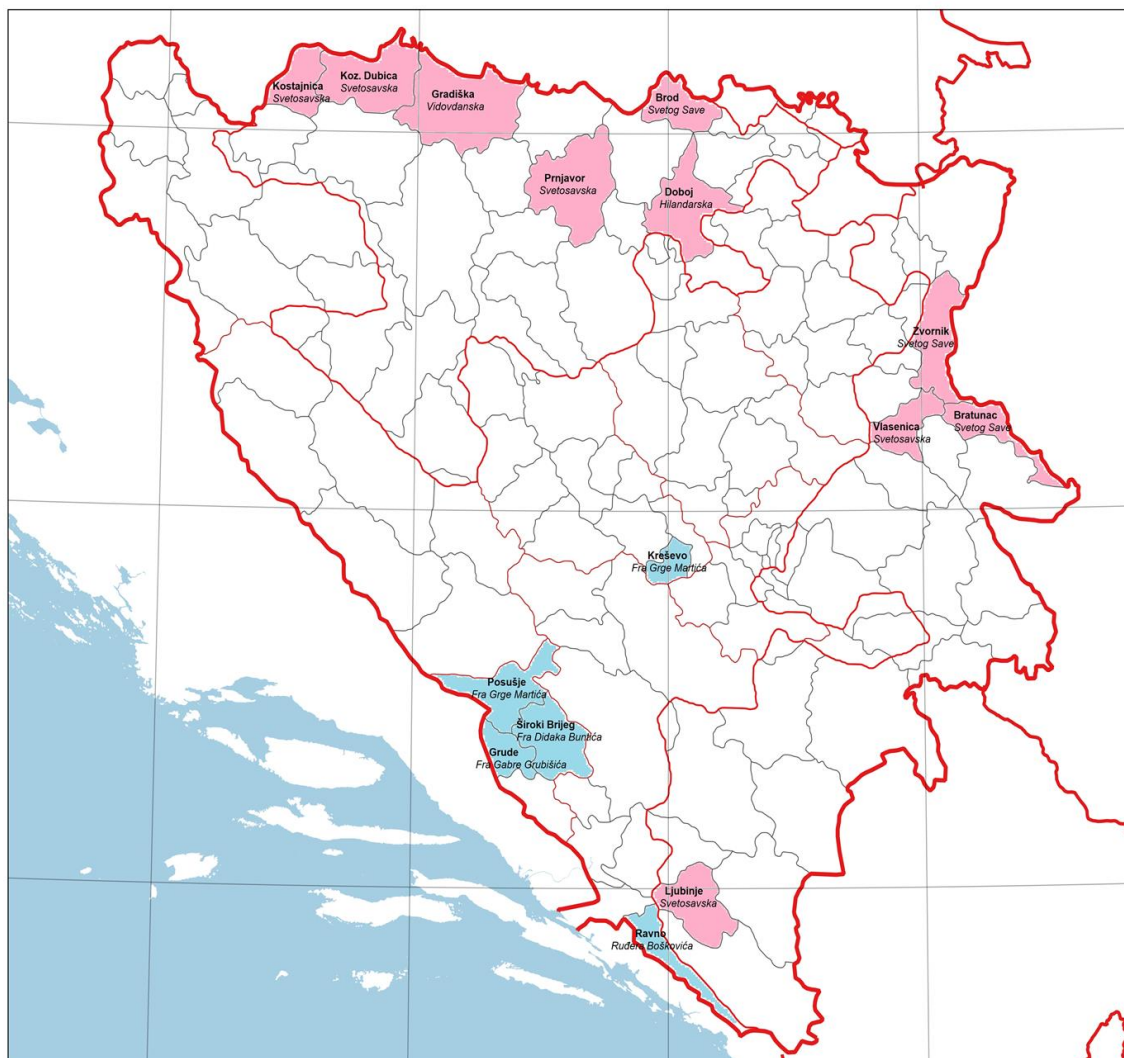 Kostajnica
Svetosavska
Koz. Dubica
Svetosavska
Gradiška
Vidovdanska
Brod
Svetog Save
Prnjavor
Svetosavska
Doboj
Hilandarska
Zvornik
Svetog Save
Vlasenica
Svetosavska
Bratunac
Svetog Save
Kreševo
Fra Grge Martića
Posušje
Fra Grge Martića
Široki Brijeg
Fra Didaka Buntića
Grude
Fra Gabre Grubišića
Ljubinje
Svetosavska
Ravno
Ruđera Boškovića